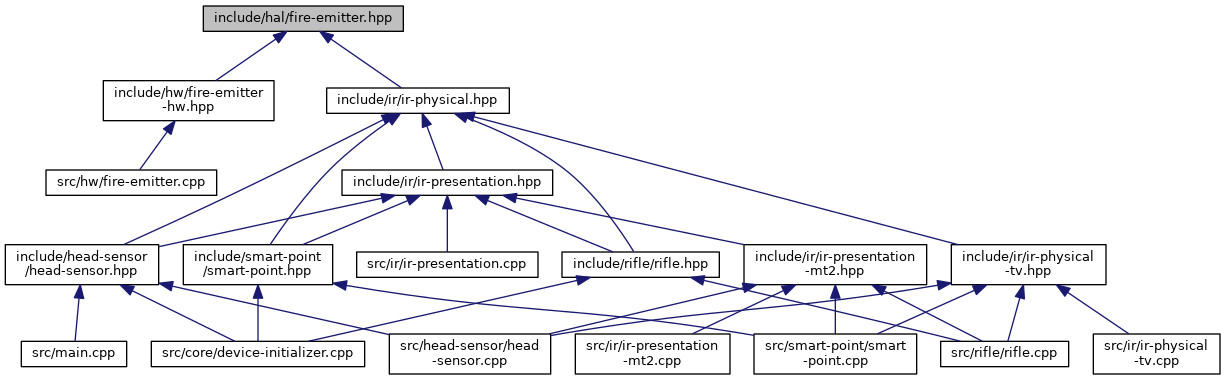 include/hal/fire-emitter.hpp
include/hw/fire-emitter
-hw.hpp
include/ir/ir-physical.hpp
src/hw/fire-emitter.cpp
include/ir/ir-presentation.hpp
include/head-sensor
/head-sensor.hpp
include/smart-point
/smart-point.hpp
src/ir/ir-presentation.cpp
include/rifle/rifle.hpp
include/ir/ir-presentation
-mt2.hpp
include/ir/ir-physical
-tv.hpp
src/main.cpp
src/core/device-initializer.cpp
src/head-sensor/head
-sensor.cpp
src/ir/ir-presentation
-mt2.cpp
src/smart-point/smart
-point.cpp
src/rifle/rifle.cpp
src/ir/ir-physical
-tv.cpp